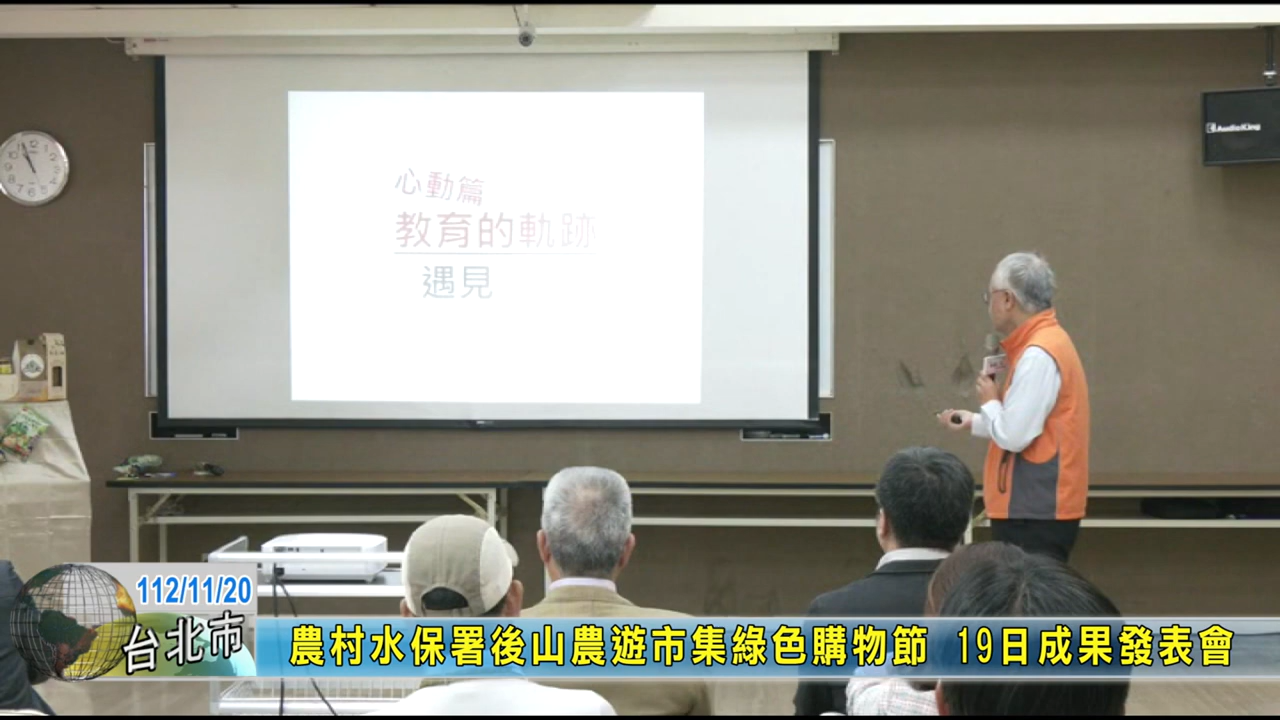 心動篇
教育的軌跡
遇見
AudioKing
112/11/20
台北市
農村水保署後山農遊市集綠色購物節 19日成果發表會